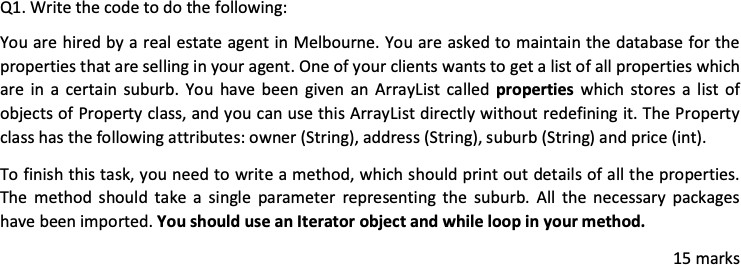 Q1. Write the code to do the following:
You are hired by a real estate agent in Melbourne. You are asked to maintain the database for the
properties that are selling in your agent. One of your clients wants to get a list of all properties which
are in a certain suburb. You have been given an ArrayList called properties which stores a list of
objects of Property class, and you can use this ArrayList directly without redefining it. The Property
class has the following attributes: owner (String), address (String), suburb (String) and price (int).
To finish this task, you need to write a method, which should print out details of all the properties.
The method should take a single parameter representing the suburb. All the necessary packages
have been imported. You should use an Iterator object and while loop in your method.
15 marks